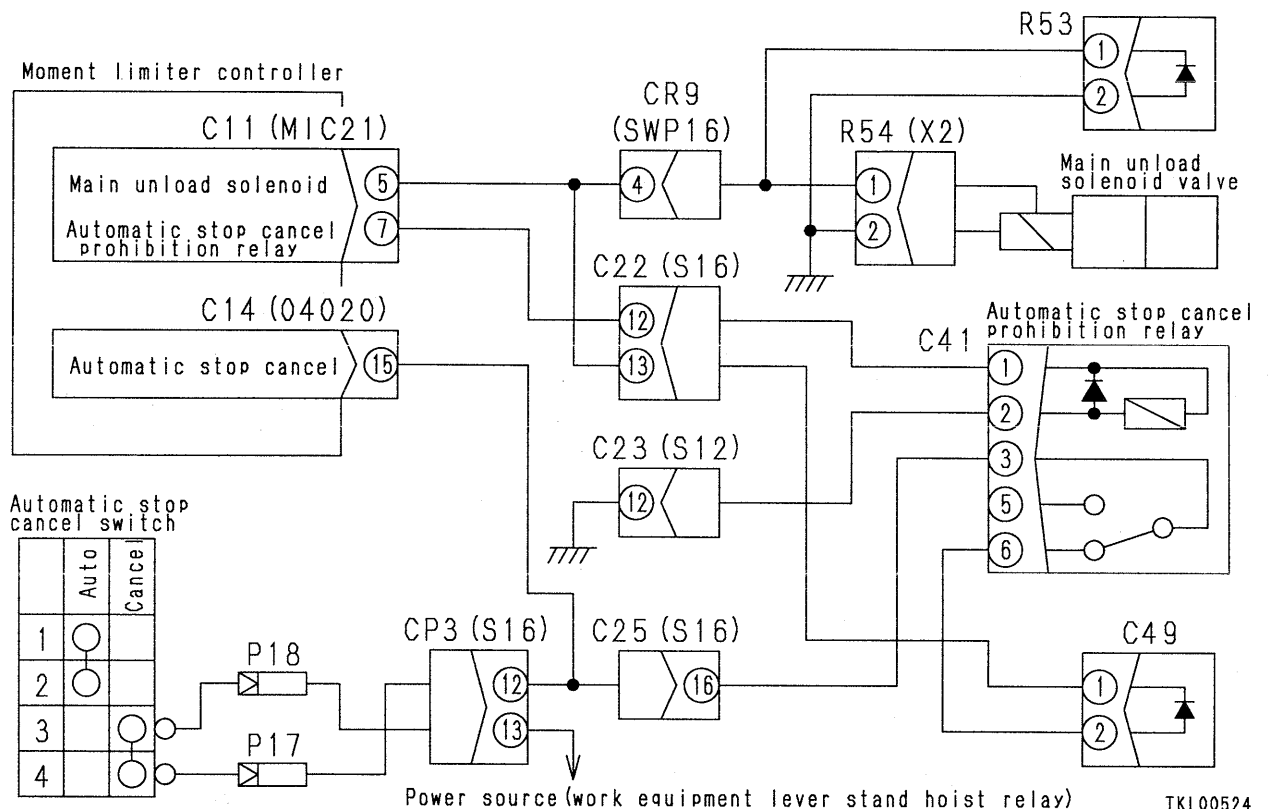 R53
1
2
Moment limiter controller
C11 (MIC21)
Main unload solenoid
5
Automatic stop cancel
prohibition relay
7
CR9
(SWP16)
4
R54 (X2)
1
2
Main unload
solenoid valve
C22 (S16)
12
13
C14 (04020)
Automatic stop cancel
15
C23 (S12)
12
Automatic stop cancel
prohibition relay
C41
1
2
3
5
6
Automatic stop
cancel switch
Auto
Cancel
1
2
3
4
P18
P17
CP3 (S16)
12
13
C25 (S16)
16
C49
1
2
Power source (work equipment lever stand hoist relay)
TKL00524